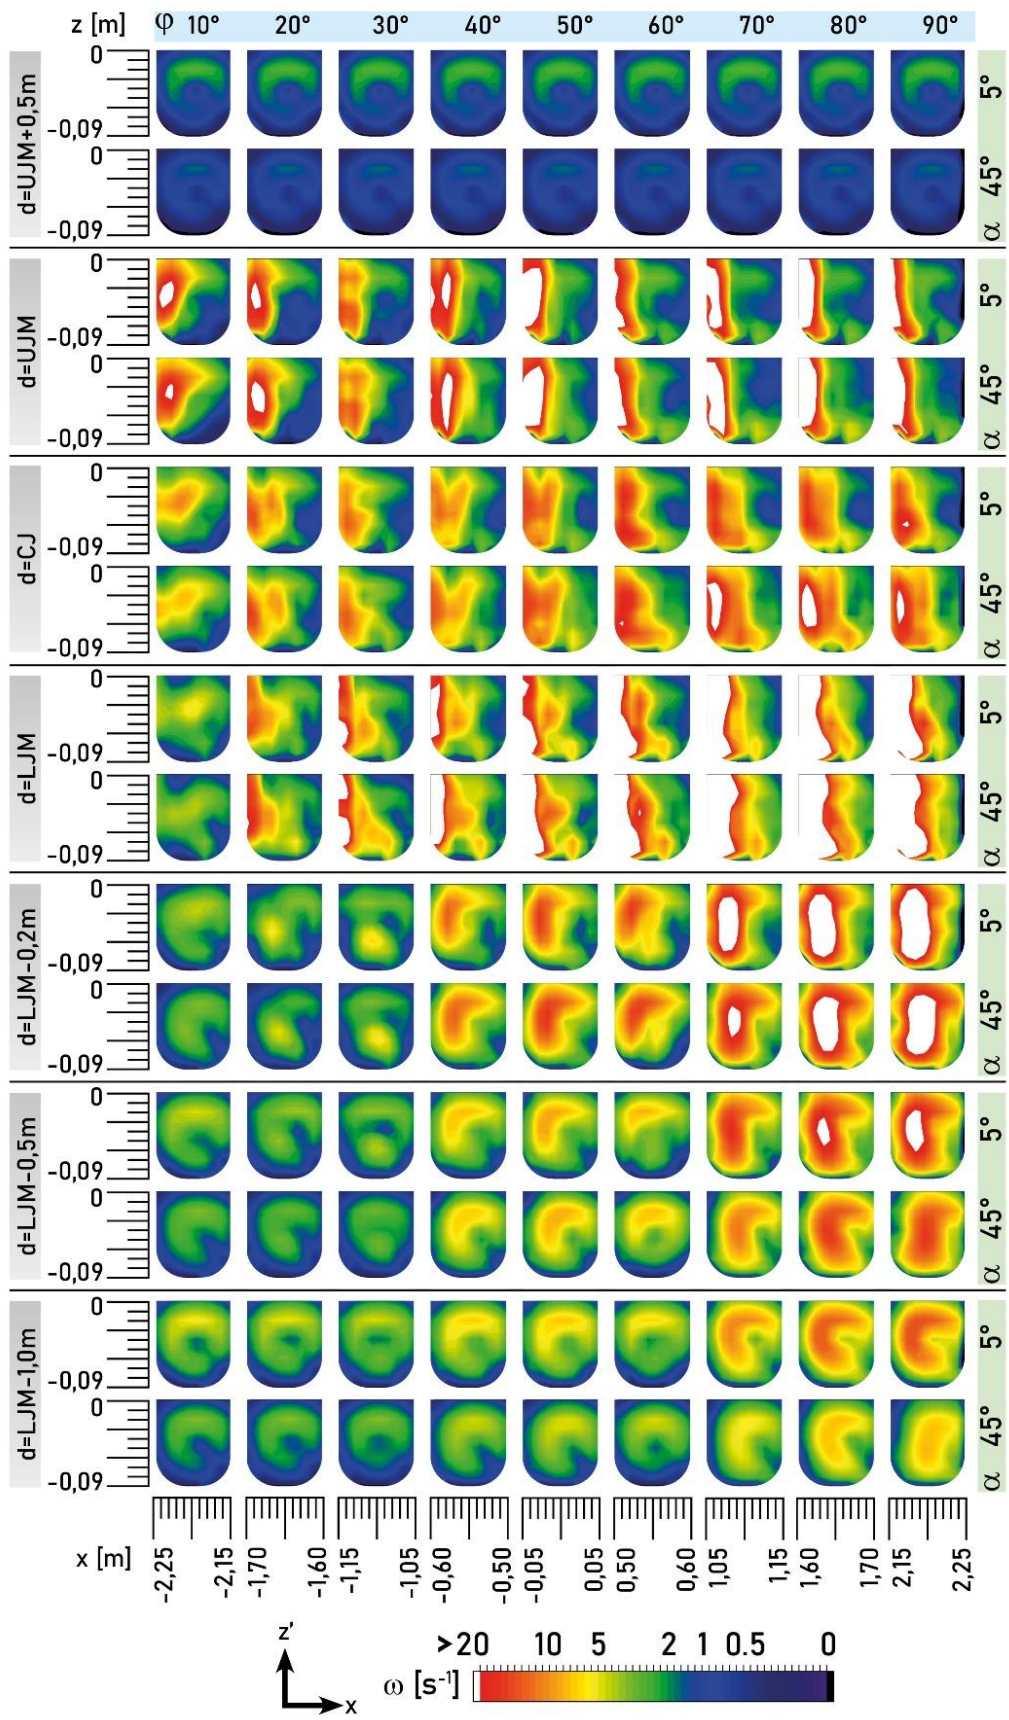 z [m] φ 10° 20° 30° 40° 50° 60° 70° 80° 90°
d=UJM+0,5m
0
-0,09
5°
0
-0,09
α 45°
d=UJM
0
-0,09
5°
0
-0,09
α 45°
d=CJ
0
-0,09
5°
0
-0,09
α 45°
d=LJM
0
-0,09
5°
0
-0,09
α 45°
d=LJM-0,2m
0
-0,09
5°
0
-0,09
α 45°
d=LJM-0,5m
0
-0,09
5°
0
-0,09
α 45°
d=LJM-1,0m
0
-0,09
5°
0
-0,09
α 45°
x [m] -2,25 -2,15 -1,70 -1,60 -1,15 -1,05 -0,60 -0,50 -0,05 0,05 0,50 0,60 1,05 1,15 1,60 1,70 2,15 2,25
z'
x
>20 10 5 2 1 0.5 0
ω [s-1]